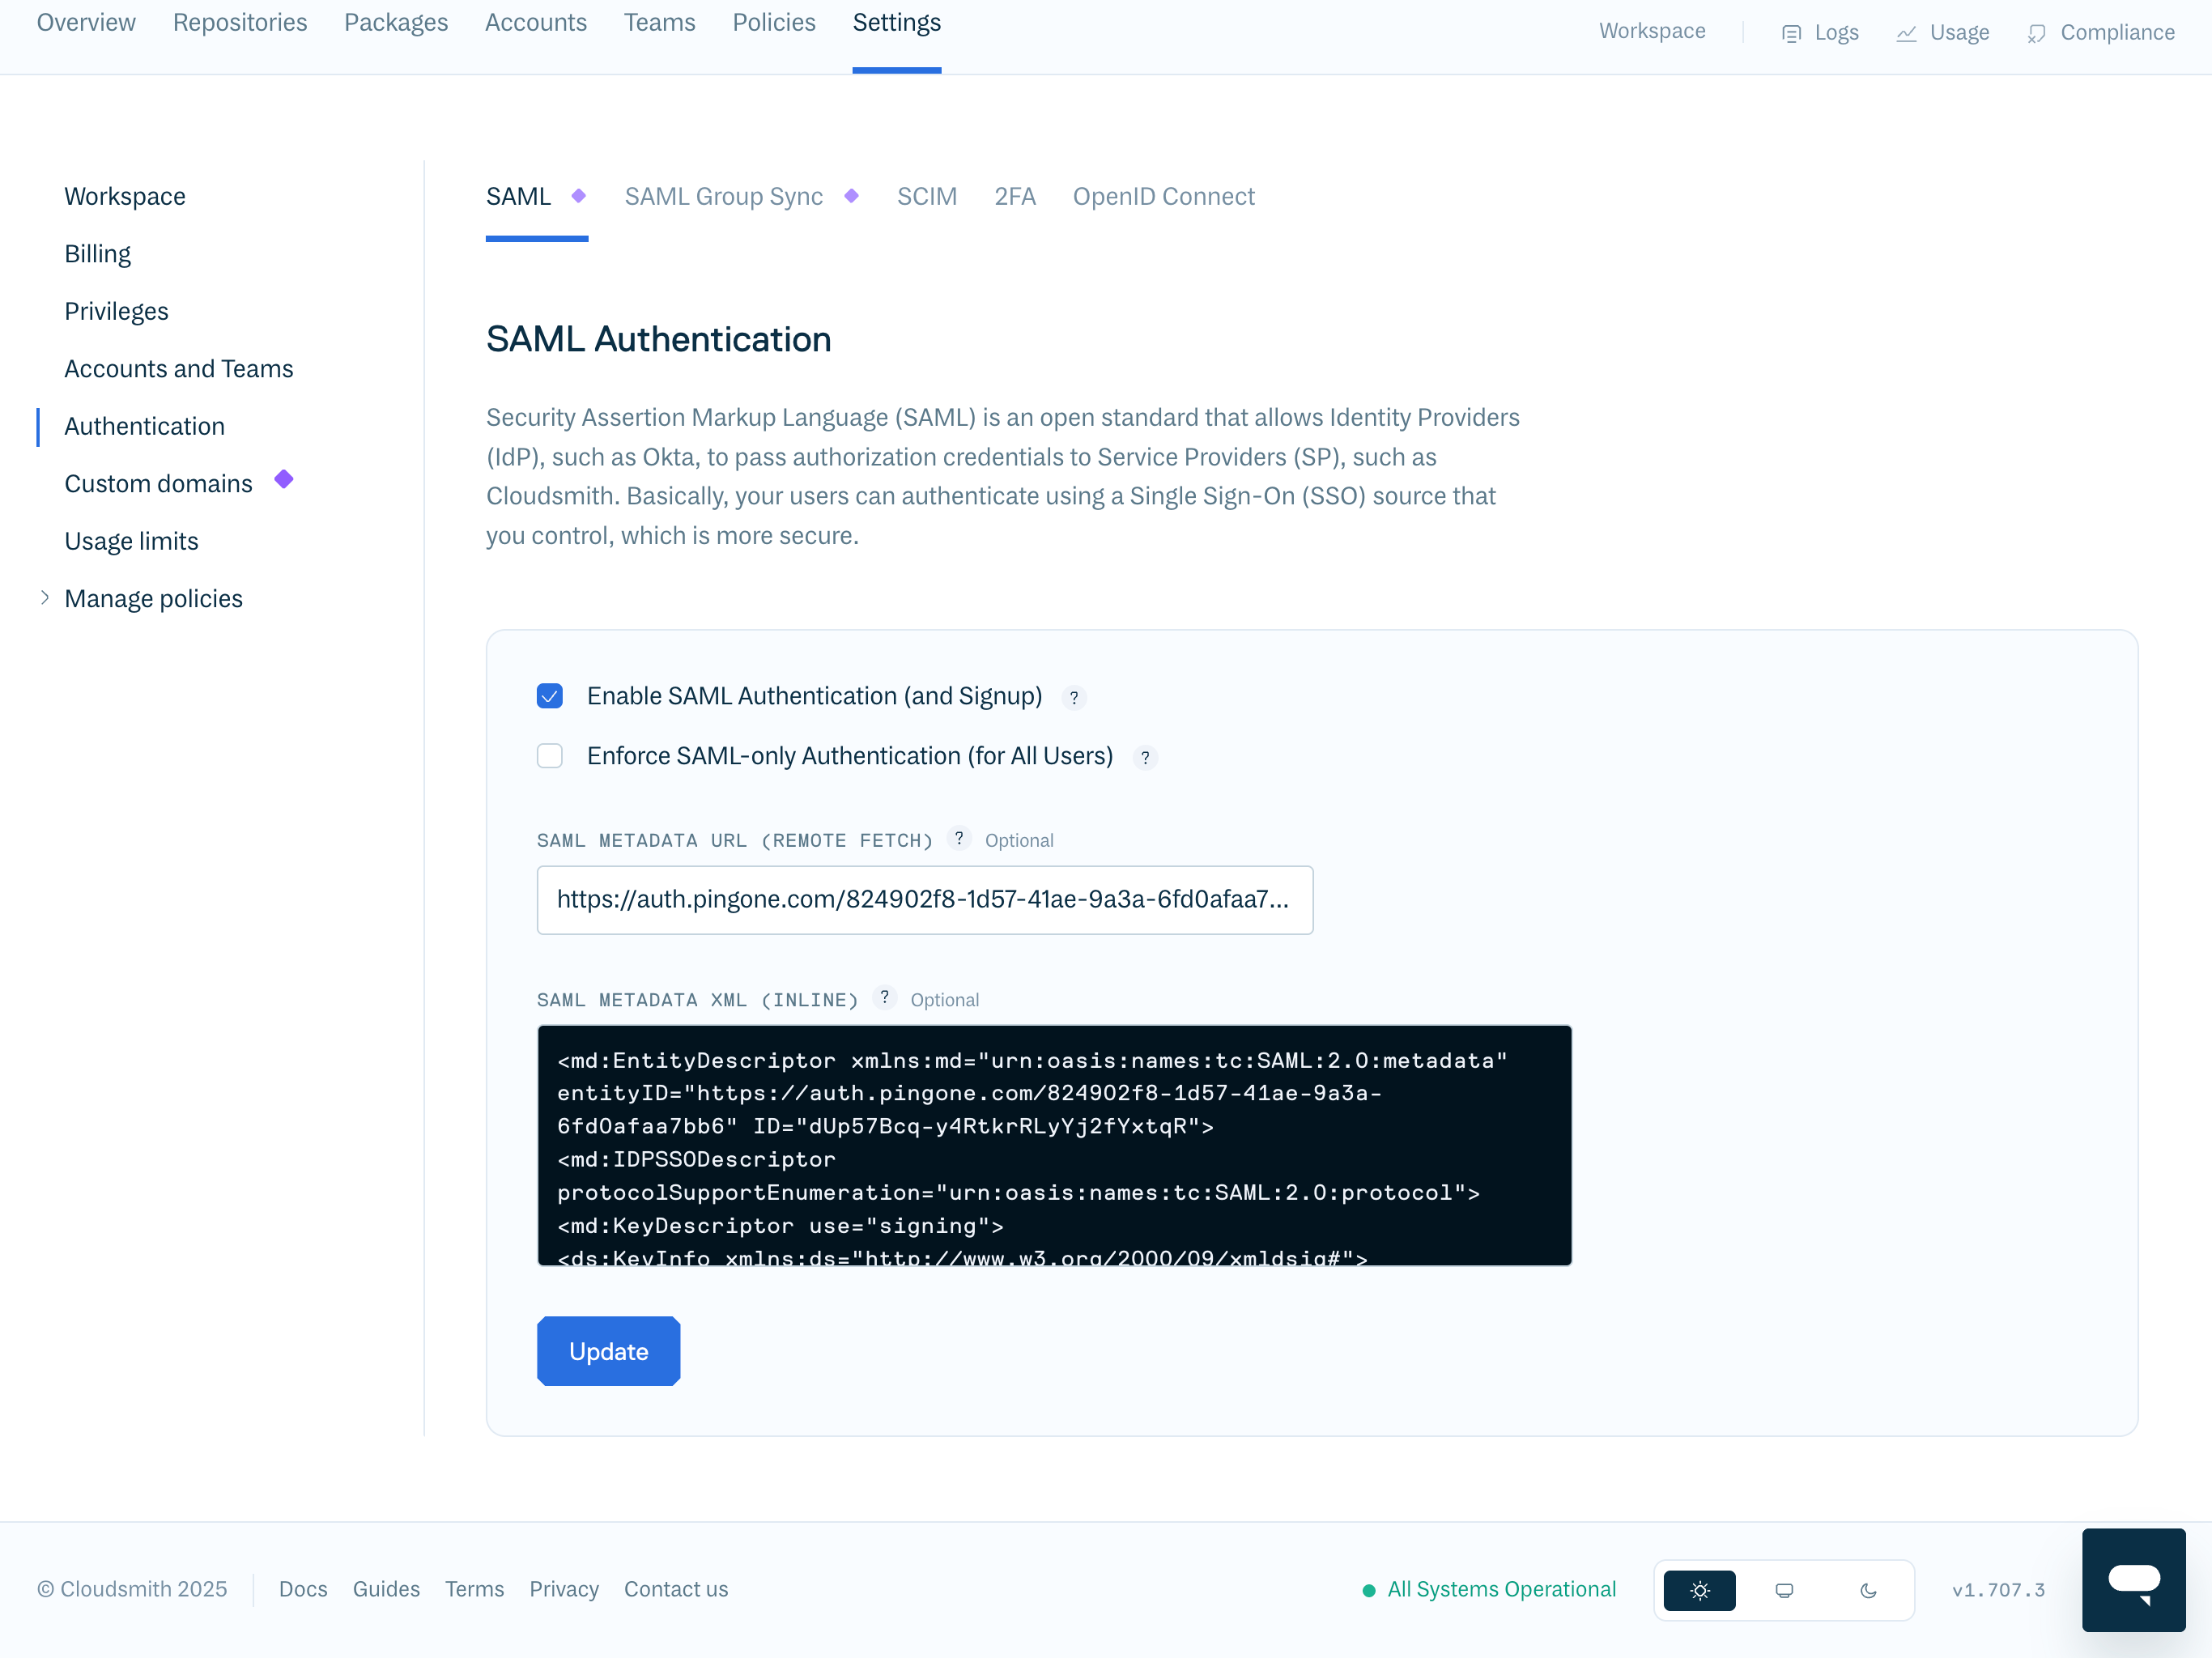 Overview Repositories Packages Accounts Teams Policies Settings Workspace Logs Usage Compliance
Workspace
Billing
Privileges
Accounts and Teams
Authentication
Custom domains
Usage limits
Manage policies
SAML SAML Group Sync SCIM 2FA OpenID Connect
SAML Authentication
Security Assertion Markup Language (SAML) is an open standard that allows Identity Providers
(IdP), such as Okta, to pass authorization credentials to Service Providers (SP), such as
Cloudsmith. Basically, your users can authenticate using a Single Sign-On (SSO) source that
you control, which is more secure.
Enable SAML Authentication (and Signup) ?
Enforce SAML-only Authentication (for All Users) ?
SAML METADATA URL (REMOTE FETCH) ? Optional
https://auth.pingone.com/824902f8-1d57-41ae-9a3a-6fd0afaa7...
SAML METADATA XML (INLINE) ? Optional
<md:EntityDescriptor xmlns:md="urn:oasis:names:tc:SAML:2.0:metadata"
entityID="https://auth.pingone.com/824902f8-1d57-41ae-9a3a-
6fd0afaa7bb6" ID="dUp57Bcq-y4RtkrRLyYj2fYxtqR">
<md:IDPSSODescriptor
protocolSupportEnumeration="urn:oasis:names:tc:SAML:2.0:protocol">
<md:KeyDescriptor use="signing">
<ds:KeyInfo xmlns:ds="http://www.w3.org/2000/09/xmldsig#">
Update
© Cloudsmith 2025 Docs Guides Terms Privacy Contact us All Systems Operational v1.707.3